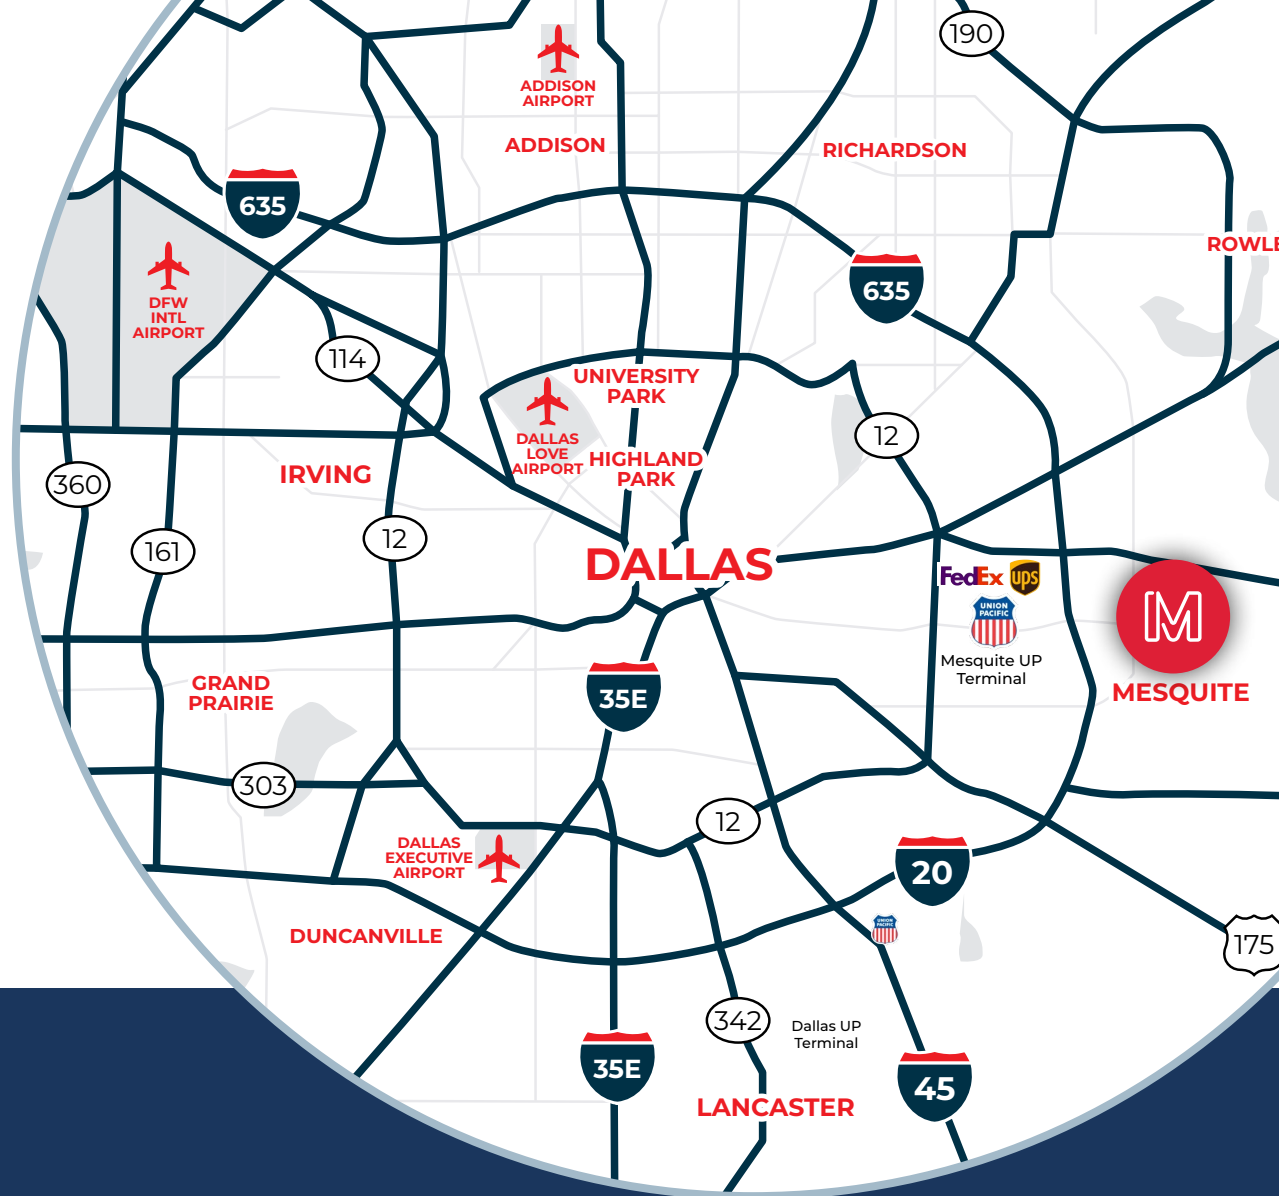 190
ADDISON
AIRPORT
ADDISON
RICHARDSON
635
ROWLE
DFW
INTL
AIRPORT
635
114
UNIVERSITY
PARK
DALLAS
LOVE
AIRPORT
HIGHLAND
PARK
12
IRVING
360
161
12
DALLAS
FedEx
ups
UNION
PACIFIC
Mesquite UP
Terminal
M
MESQUITE
GRAND
PRAIRIE
35E
303
12
DALLAS
EXECUTIVE
AIRPORT
20
DUNCANVILLE
UNION
PACIFIC
175
342
Dallas UP
Terminal
35E
45
LANCASTER